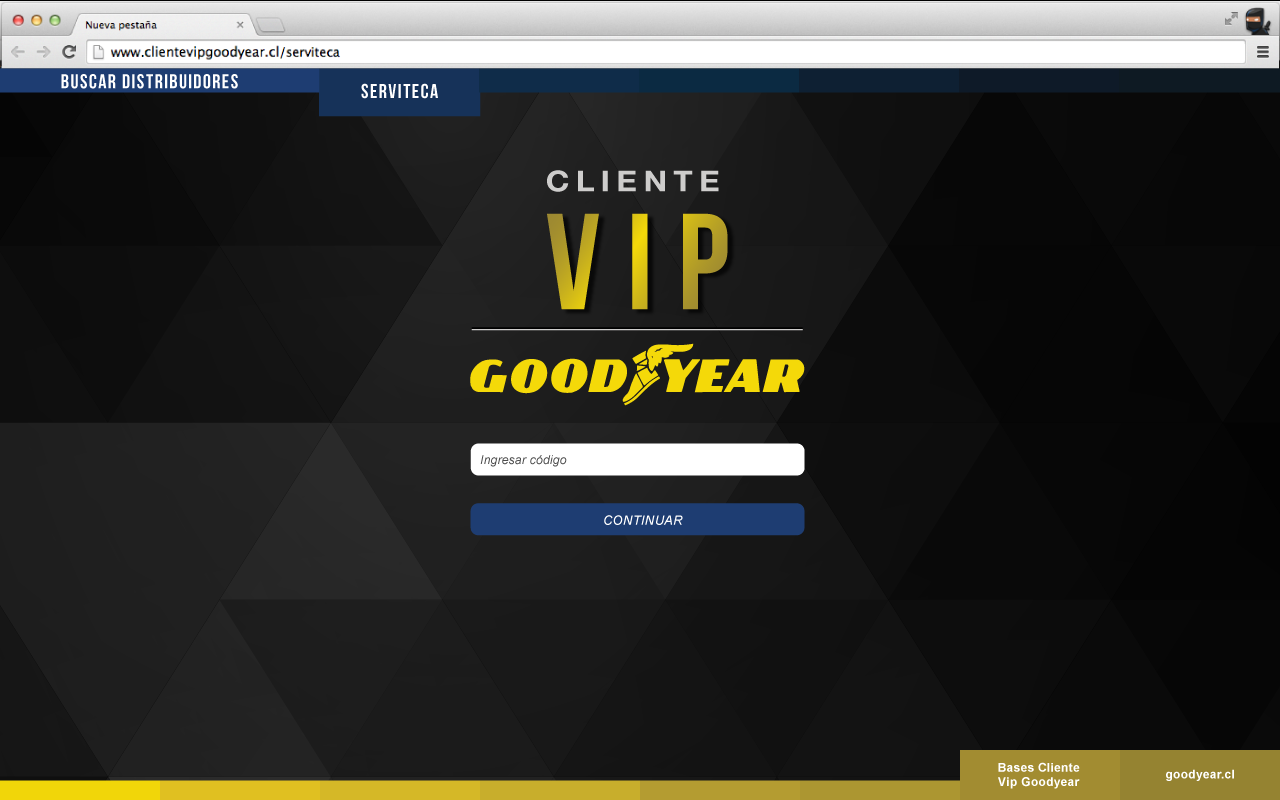 Nueva pestaña
www.clientevipgoodyear.cl/serviteca
BUSCAR DISTRIBUIDORES
SERVITECA
CLIENTE
VIP
GOODYEAR
Ingresar código
CONTINUAR
Bases Cliente
Vip Goodyear
goodyear.cl